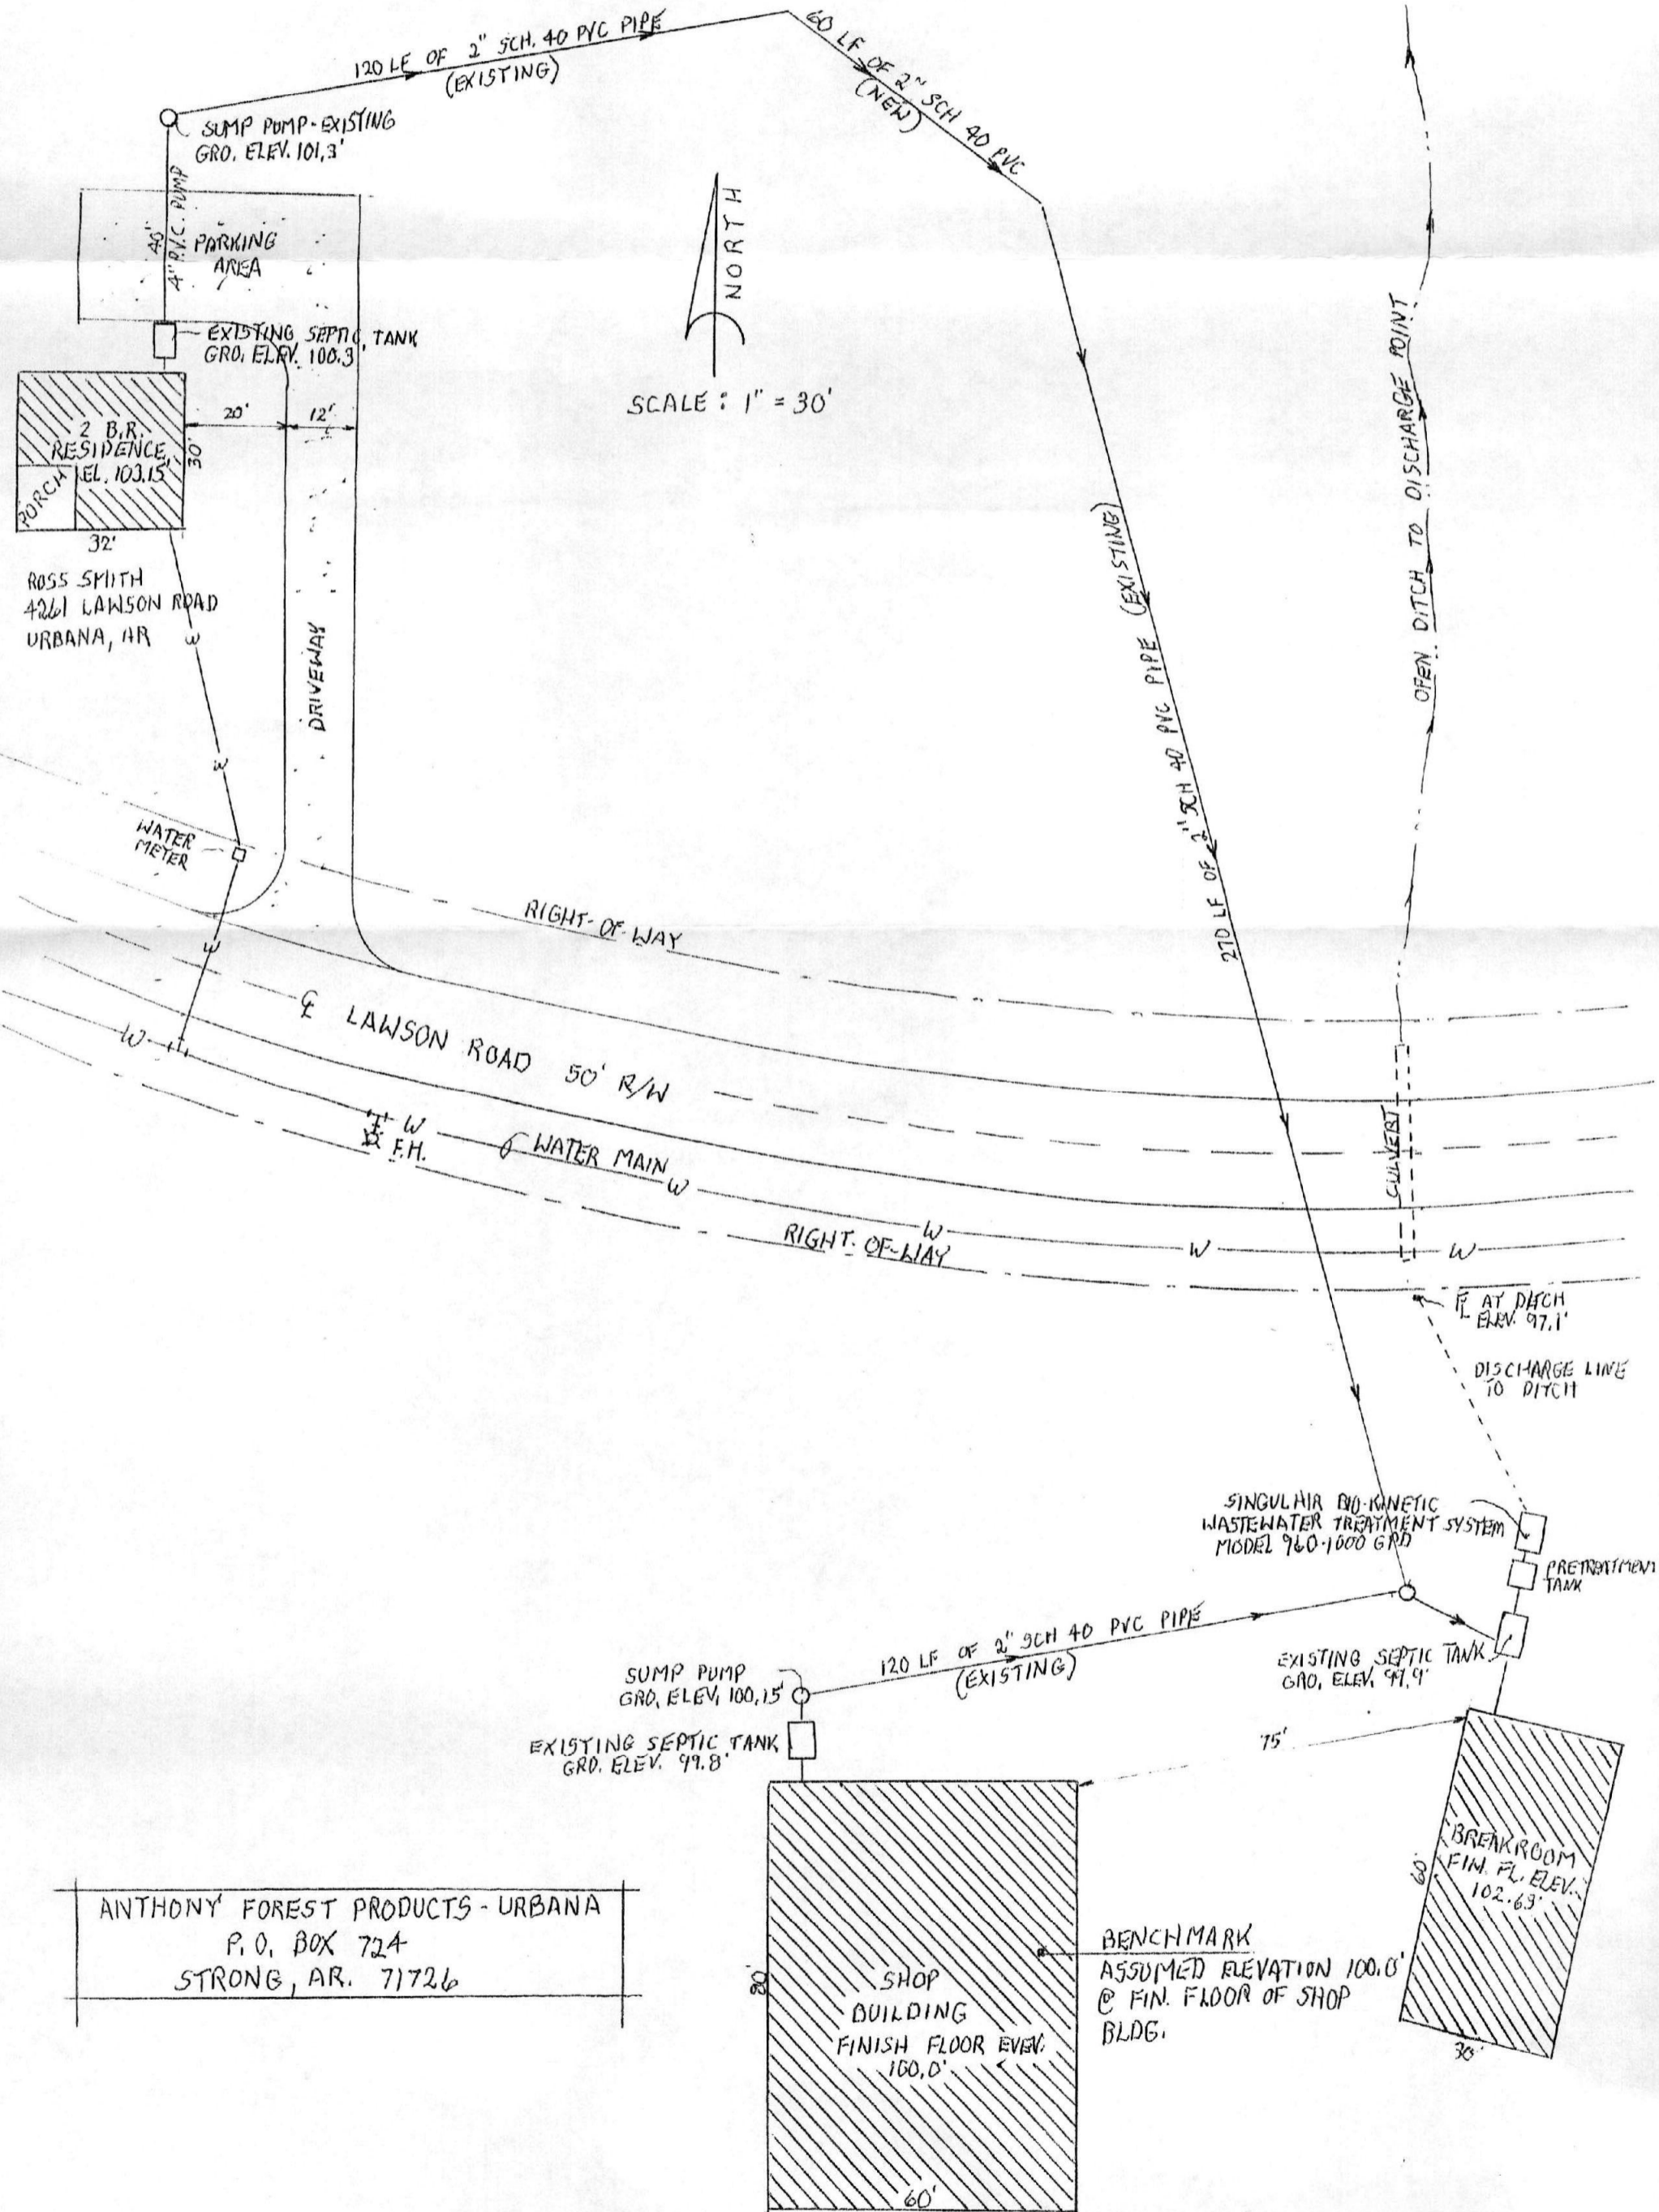 120 LF OF 2" SCH. 40 PVC PIPE
(EXISTING)
60 LF OF 2" SCH 40 PVC
(NEW)
SUMP PUMP-EXISTING
GRO. ELEV. 101.3'
40'
4" P.V.C. PUMP
PARKING
AREA
NORTH
SCALE: 1" = 30'
EXISTING SEPTIC TANK
GRO. ELEV. 100.3
2 B.R.
RESIDENCE
EL. 103.15'
PORCH
30'
20'
12'
32'
ROSS SMITH
4261 LAWSON ROAD
URBANA, AR
W
W
DRIVEWAY
W
WATER
METER
W
270 LF OF 2" SCH 40 PVC PIPE (EXISTING)
OPEN DITCH TO DISCHARGE POINT
RIGHT-OF-WAY
℄ LAWSON ROAD 50' R/W
W
W
F.H.
6" WATER MAIN
W
W
W
W
RIGHT-OF-WAY
CULVERT
FL AT DITCH
ELEV. 97.1'
DISCHARGE LINE
TO DITCH
SINGULAIR BIO-KINETIC
WASTEWATER TREATMENT SYSTEM
MODEL 960-1000 GPD
PRETREATMENT
TANK
120 LF OF 2" SCH 40 PVC PIPE
(EXISTING)
EXISTING SEPTIC TANK
GRO. ELEV. 99.9'
SUMP PUMP
GRO. ELEV. 100.15'
EXISTING SEPTIC TANK
GRD. ELEV. 99.8'
75'
BREAKROOM
FIN. FL. ELEV.
102.63'
60'
30'
ANTHONY FOREST PRODUCTS - URBANA
P.O. BOX 724
STRONG, AR. 71726
BENCHMARK
ASSUMED ELEVATION 100.0'
@ FIN. FLOOR OF SHOP
BLDG.
80'
SHOP
BUILDING
FINISH FLOOR EVEV.
100.0'
60'